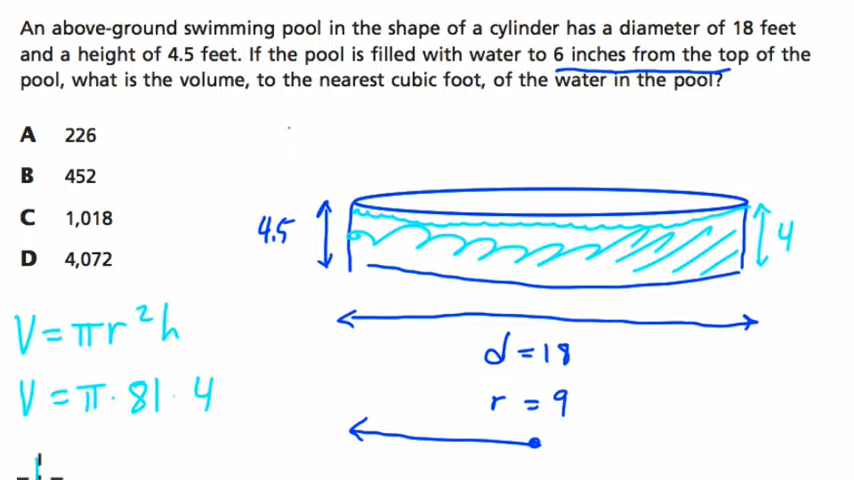 An above-ground swimming pool in the shape of a cylinder has a diameter of 18 feet
and a height of 4.5 feet. If the pool is filled with water to 6 inches from the top of the
pool, what is the volume, to the nearest cubic foot, of the water in the pool?
A 226
B 452
C 1,018
D 4,072
4.5
4
d = 18
r = 9
V = πr²h
V = π · 81 · 4